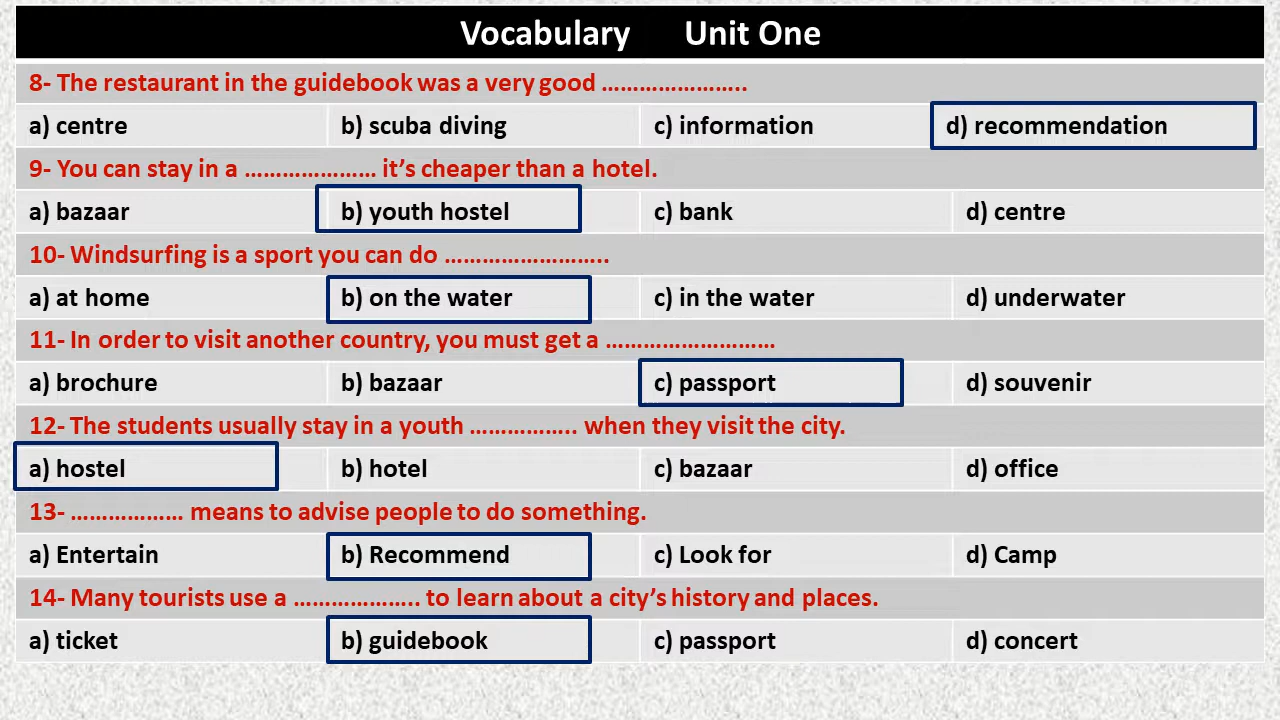 Vocabulary Unit One
8- The restaurant in the guidebook was a very good …………………..
a) centre b) scuba diving c) information d) recommendation
9- You can stay in a ………………… it’s cheaper than a hotel.
a) bazaar b) youth hostel c) bank d) centre
10- Windsurfing is a sport you can do ……………………..
a) at home b) on the water c) in the water d) underwater
11- In order to visit another country, you must get a ………………………
a) brochure b) bazaar c) passport d) souvenir
12- The students usually stay in a youth …………….. when they visit the city.
a) hostel b) hotel c) bazaar d) office
13- ……………… means to advise people to do something.
a) Entertain b) Recommend c) Look for d) Camp
14- Many tourists use a ……………….. to learn about a city’s history and places.
a) ticket b) guidebook c) passport d) concert